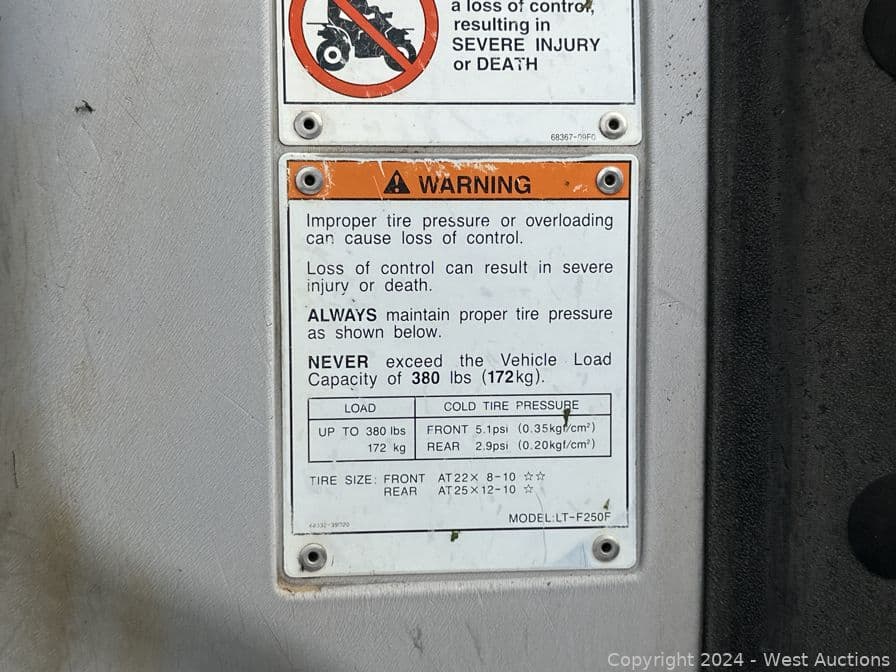 a loss of control,
resulting in
SEVERE INJURY
or DEATH
68367-09F0
WARNING
Improper tire pressure or overloading
can cause loss of control.
Loss of control can result in severe
injury or death.
ALWAYS maintain proper tire pressure
as shown below.
NEVER exceed the Vehicle Load
Capacity of 380 lbs (172kg).
LOAD COLD TIRE PRESSURE
UP TO 380 lbs FRONT 5.1psi (0.35kgf/cm²)
172 kg REAR 2.9psi (0.20kgf/cm²)
TIRE SIZE: FRONT AT22×8-10 ☆☆
REAR AT25×12-10 ☆
MODEL:LT-F250F
Copyright 2024 - West Auctions